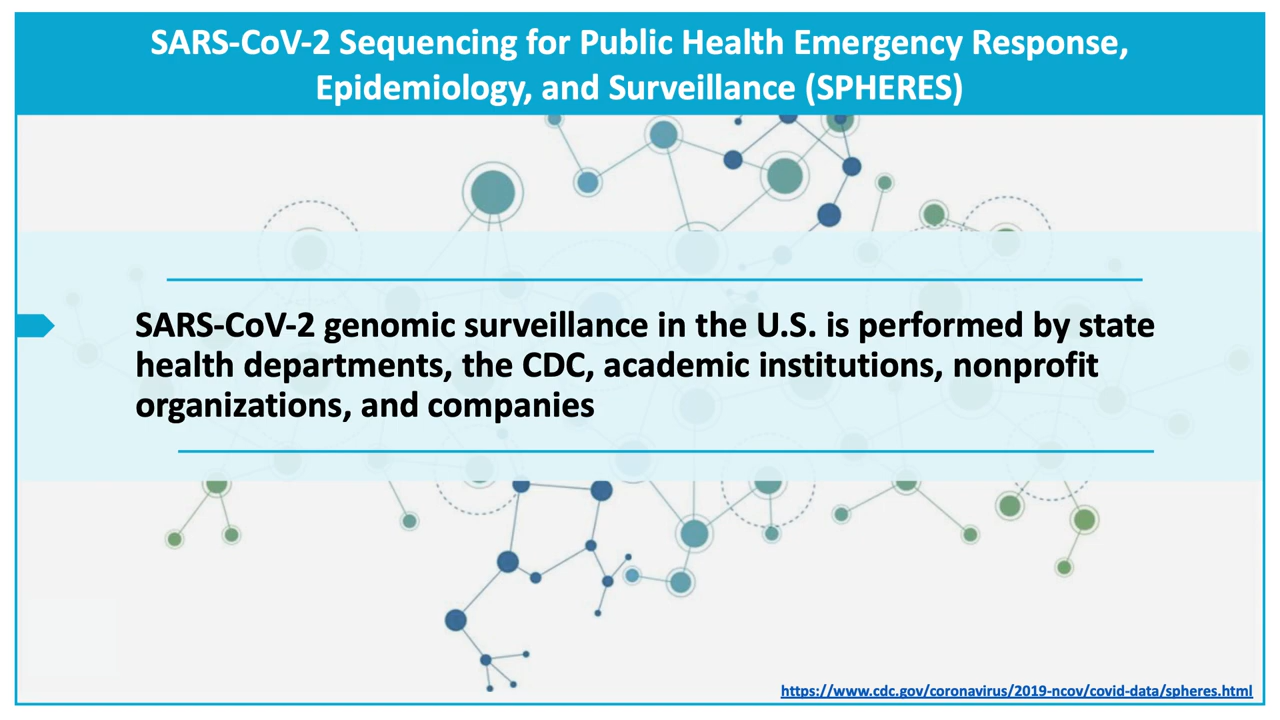 SARS-CoV-2 Sequencing for Public Health Emergency Response,
Epidemiology, and Surveillance (SPHERES)
SARS-CoV-2 genomic surveillance in the U.S. is performed by state
health departments, the CDC, academic institutions, nonprofit
organizations, and companies
https://www.cdc.gov/coronavirus/2019-ncov/covid-data/spheres.html